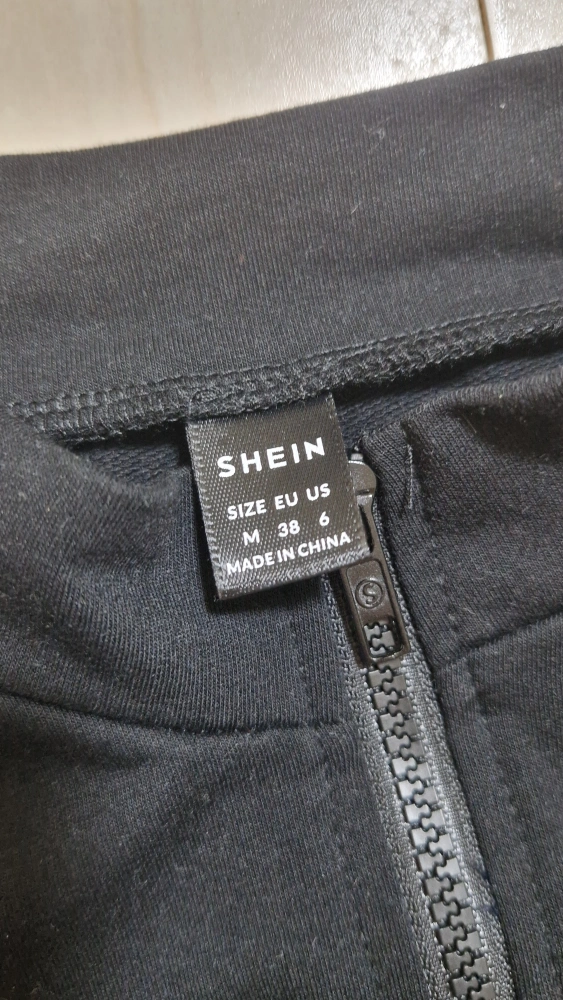 SHEIN
SIZE EU US
M 38 6
MADE IN CHINA
S